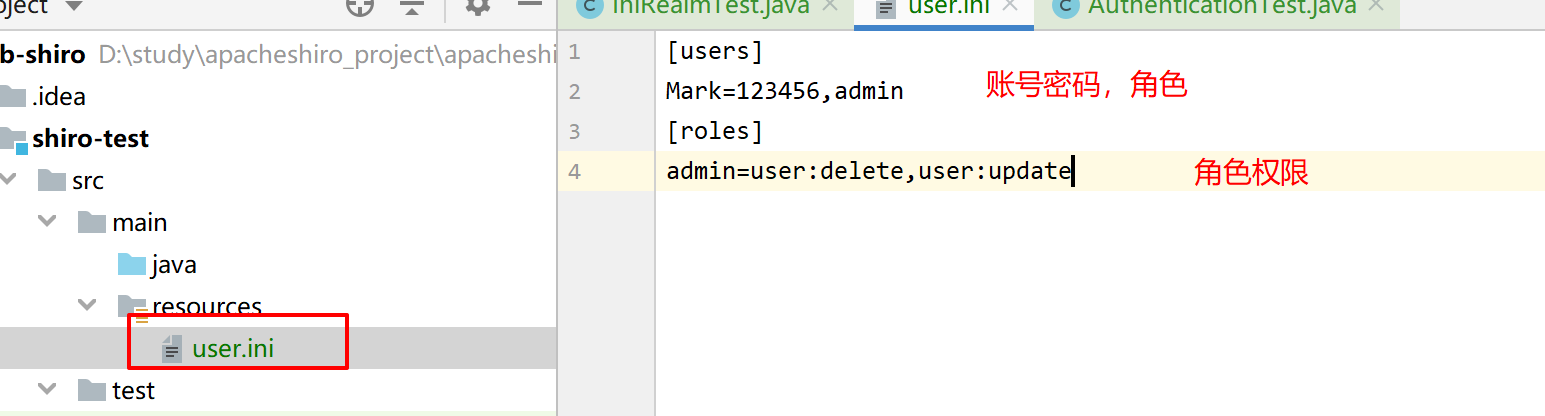 IniRealmTest.java
user.ini
AuthenticationTest.java
b-shiro D:\study\apacheshiro_project\apacheshi
.idea
shiro-test
src
main
java
resources
user.ini
test
1 [users]
2 Mark=123456,admin
账号密码，角色
3 [roles]
4 admin=user:delete,user:update
角色权限